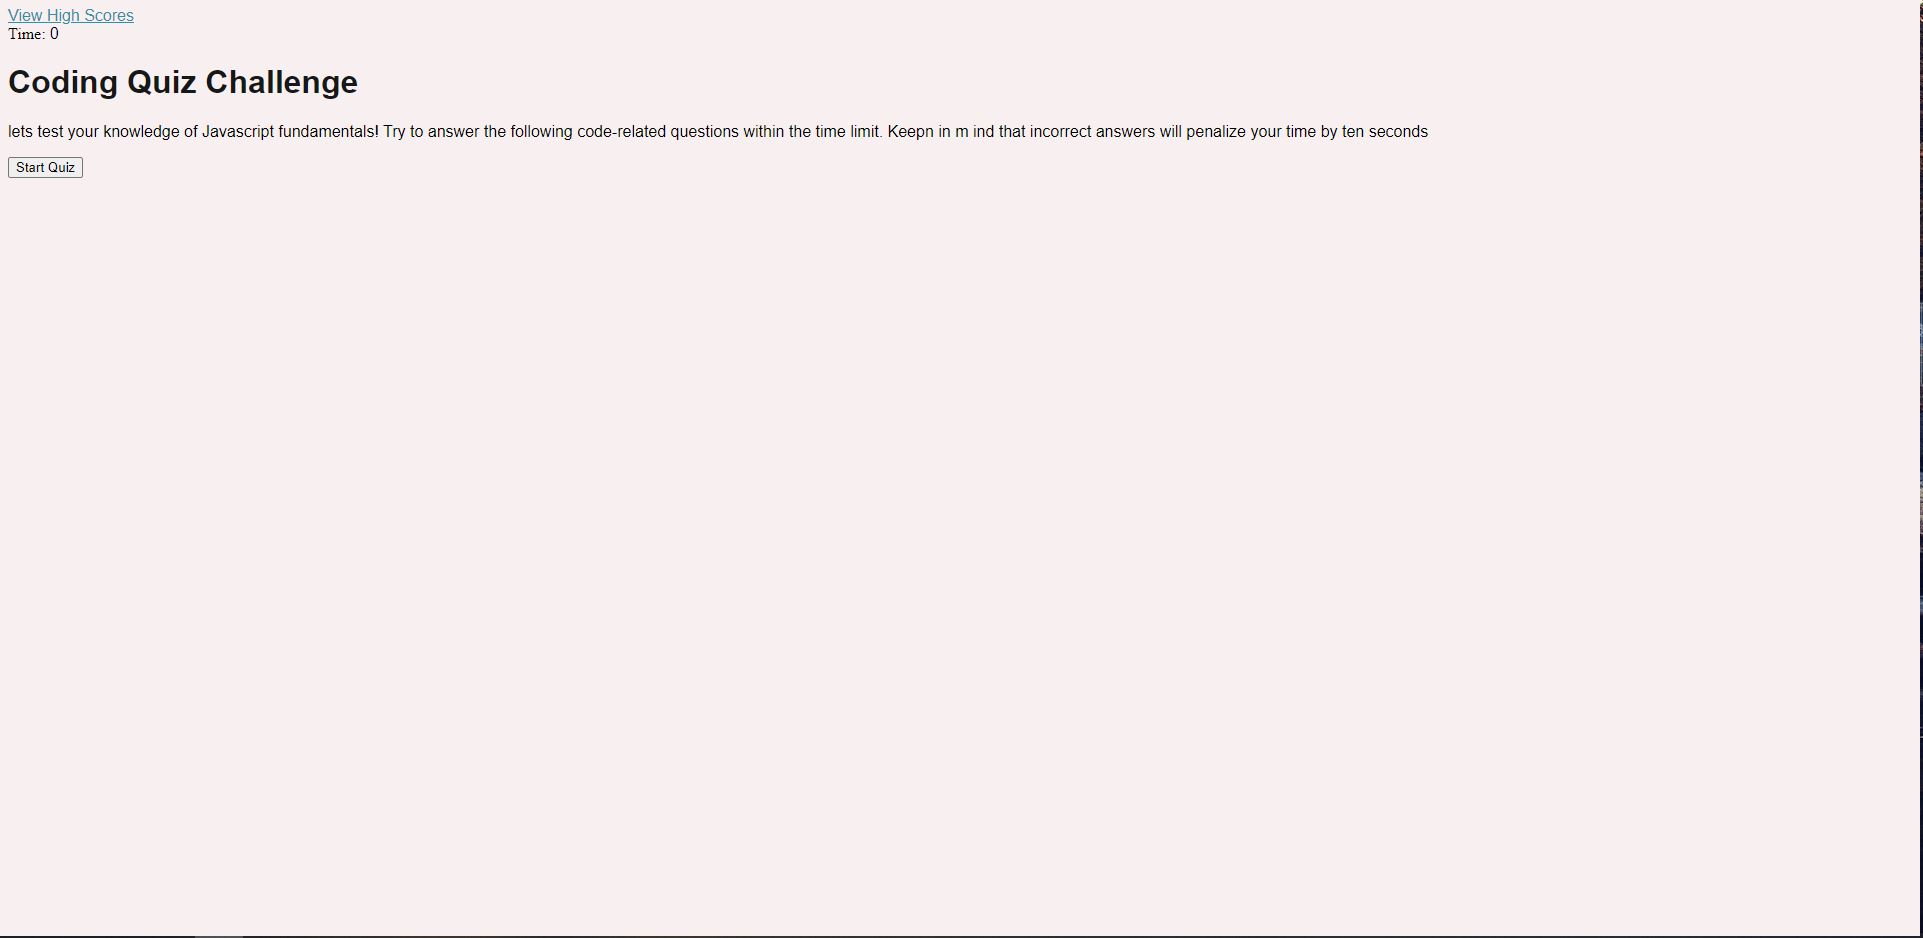 View High Scores
Time: 0
Coding Quiz Challenge
lets test your knowledge of Javascript fundamentals! Try to answer the following code-related questions within the time limit. Keepn in m ind that incorrect answers will penalize your time by ten seconds
Start Quiz